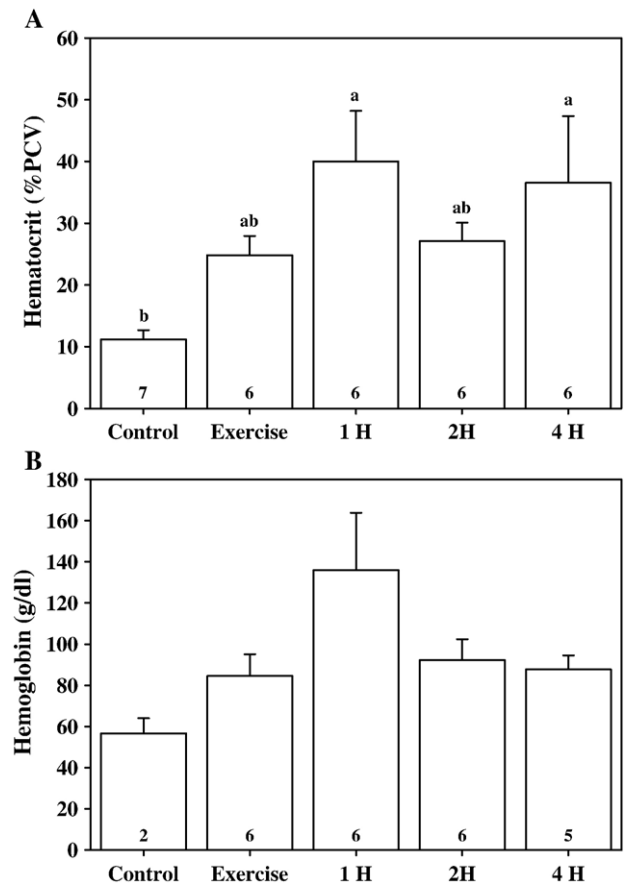 A
60
50
40
30
20
10
0
Hematocrit (%PCV)
b
ab
a
ab
a
7 6 6 6 6
Control Exercise 1 H 2H 4 H
B
180
160
140
120
100
80
60
40
20
0
Hemoglobin (g/dl)
2 6 6 6 5
Control Exercise 1 H 2H 4 H